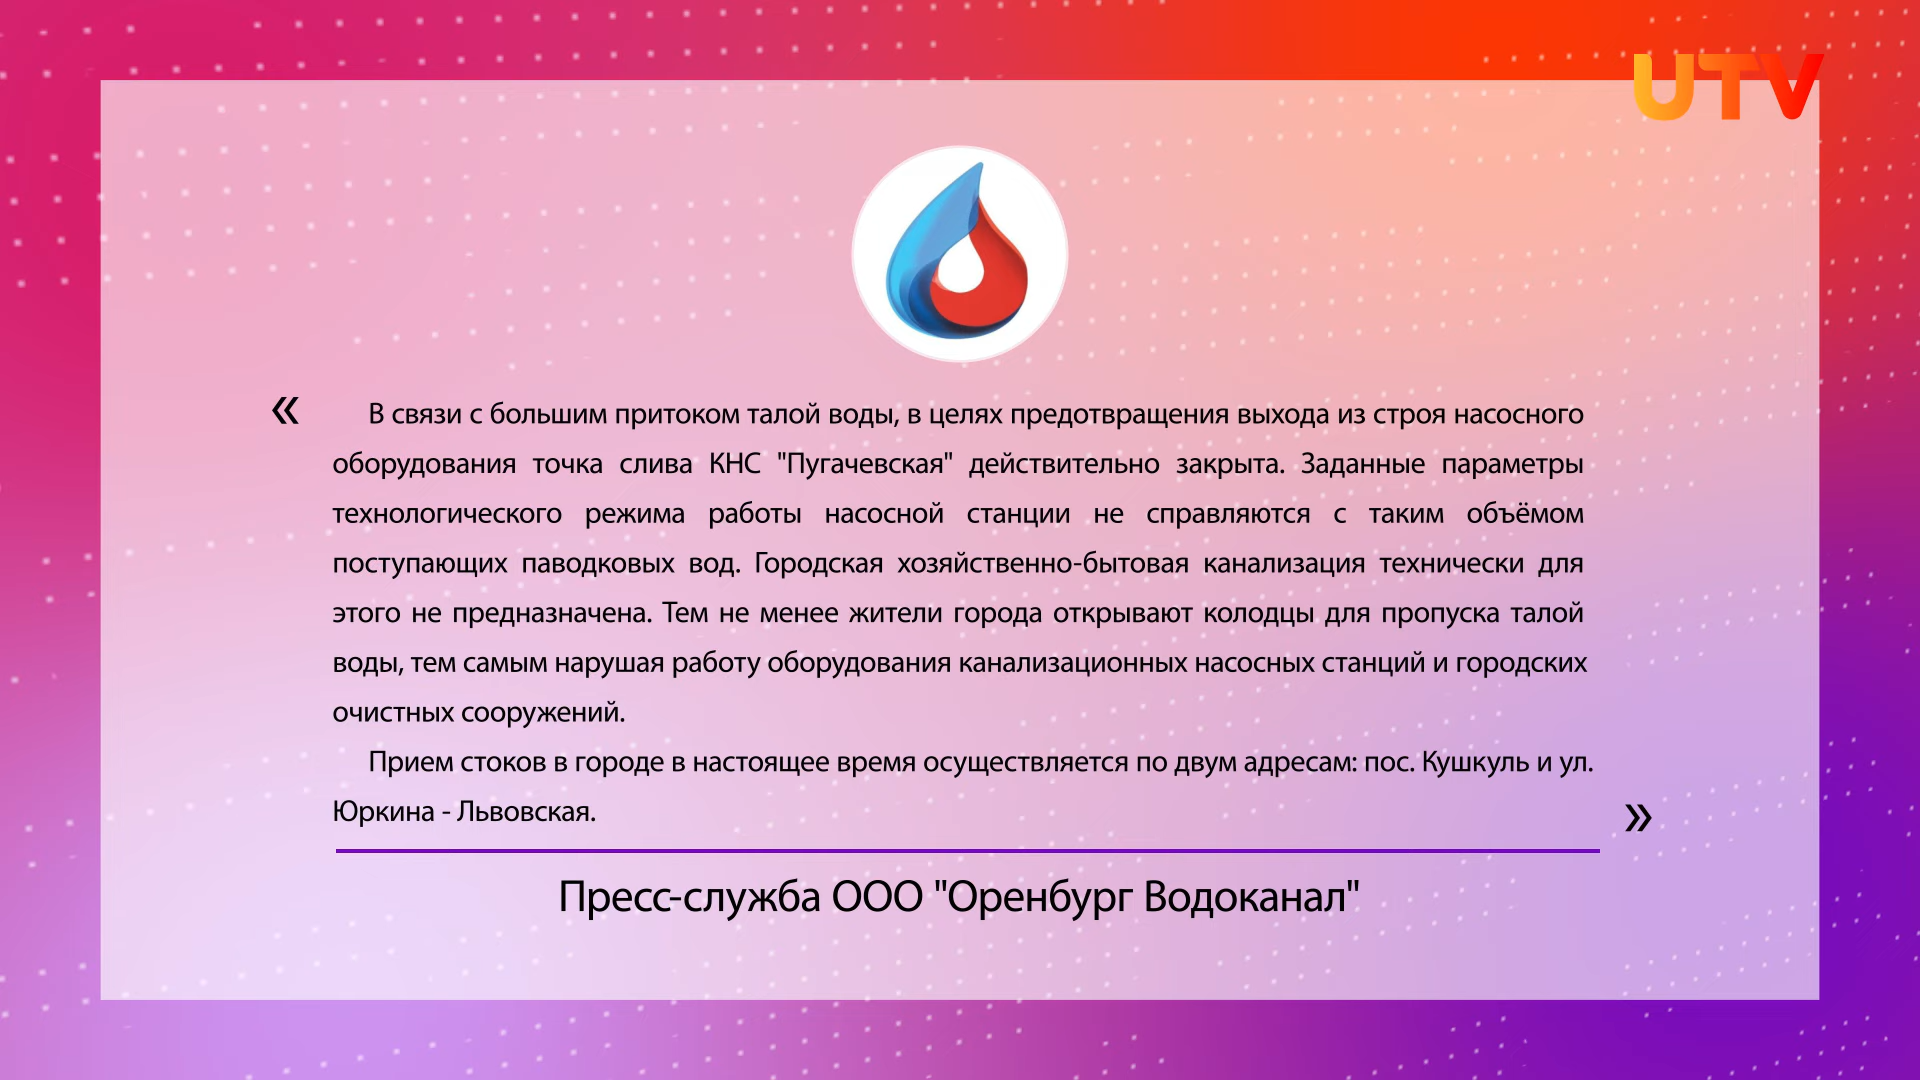 UTV
« В связи с большим притоком талой воды, в целях предотвращения выхода из строя насосного
оборудования точка слива КНС "Пугачевская" действительно закрыта. Заданные параметры
технологического режима работы насосной станции не справляются с таким объёмом
поступающих паводковых вод. Городская хозяйственно-бытовая канализация технически для
этого не предназначена. Тем не менее жители города открывают колодцы для пропуска талой
воды, тем самым нарушая работу оборудования канализационных насосных станций и городских
очистных сооружений.
Прием стоков в городе в настоящее время осуществляется по двум адресам: пос. Кушкуль и ул.
Юркина - Львовская. »
Пресс-служба ООО "Оренбург Водоканал"